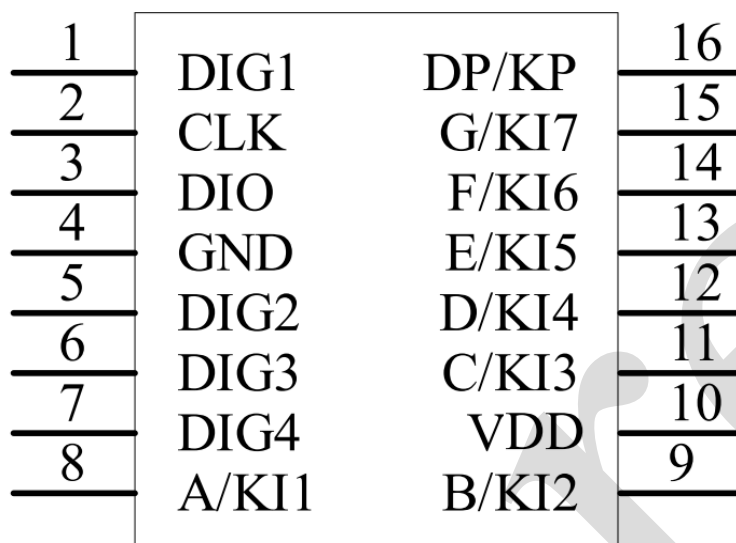 1 DIG1 DP/KP 16
2 CLK G/KI7 15
3 DIO F/KI6 14
4 GND E/KI5 13
5 DIG2 D/KI4 12
6 DIG3 C/KI3 11
7 DIG4 VDD 10
8 A/KI1 B/KI2 9